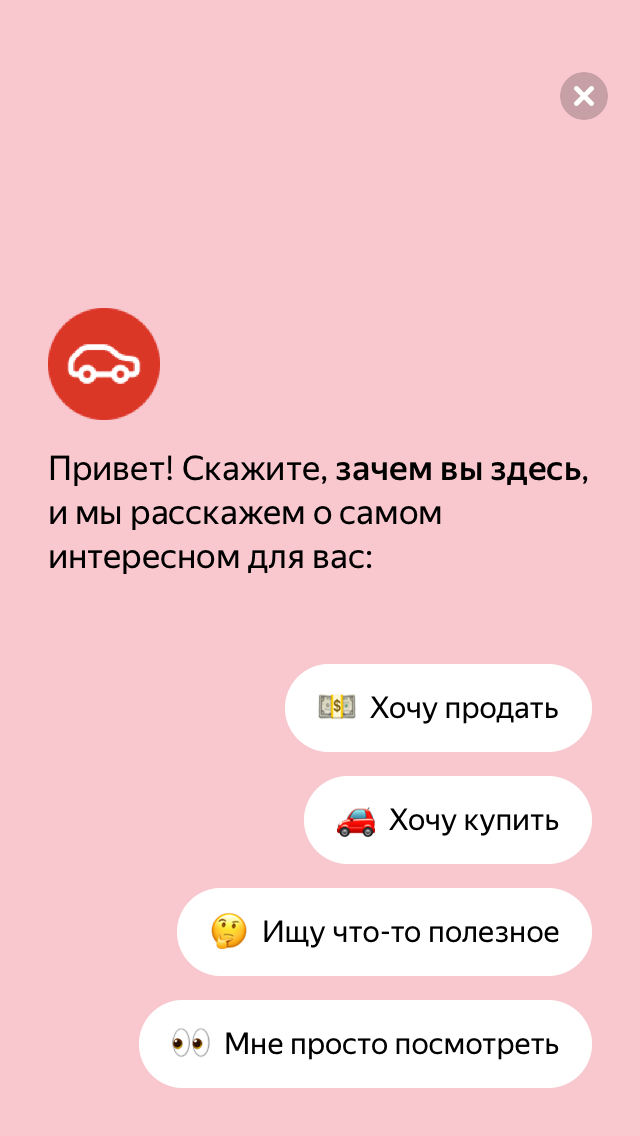 Привет! Скажите, зачем вы здесь,
и мы расскажем о самом
интересном для вас:
Хочу продать
Хочу купить
Ищу что-то полезное
Мне просто посмотреть